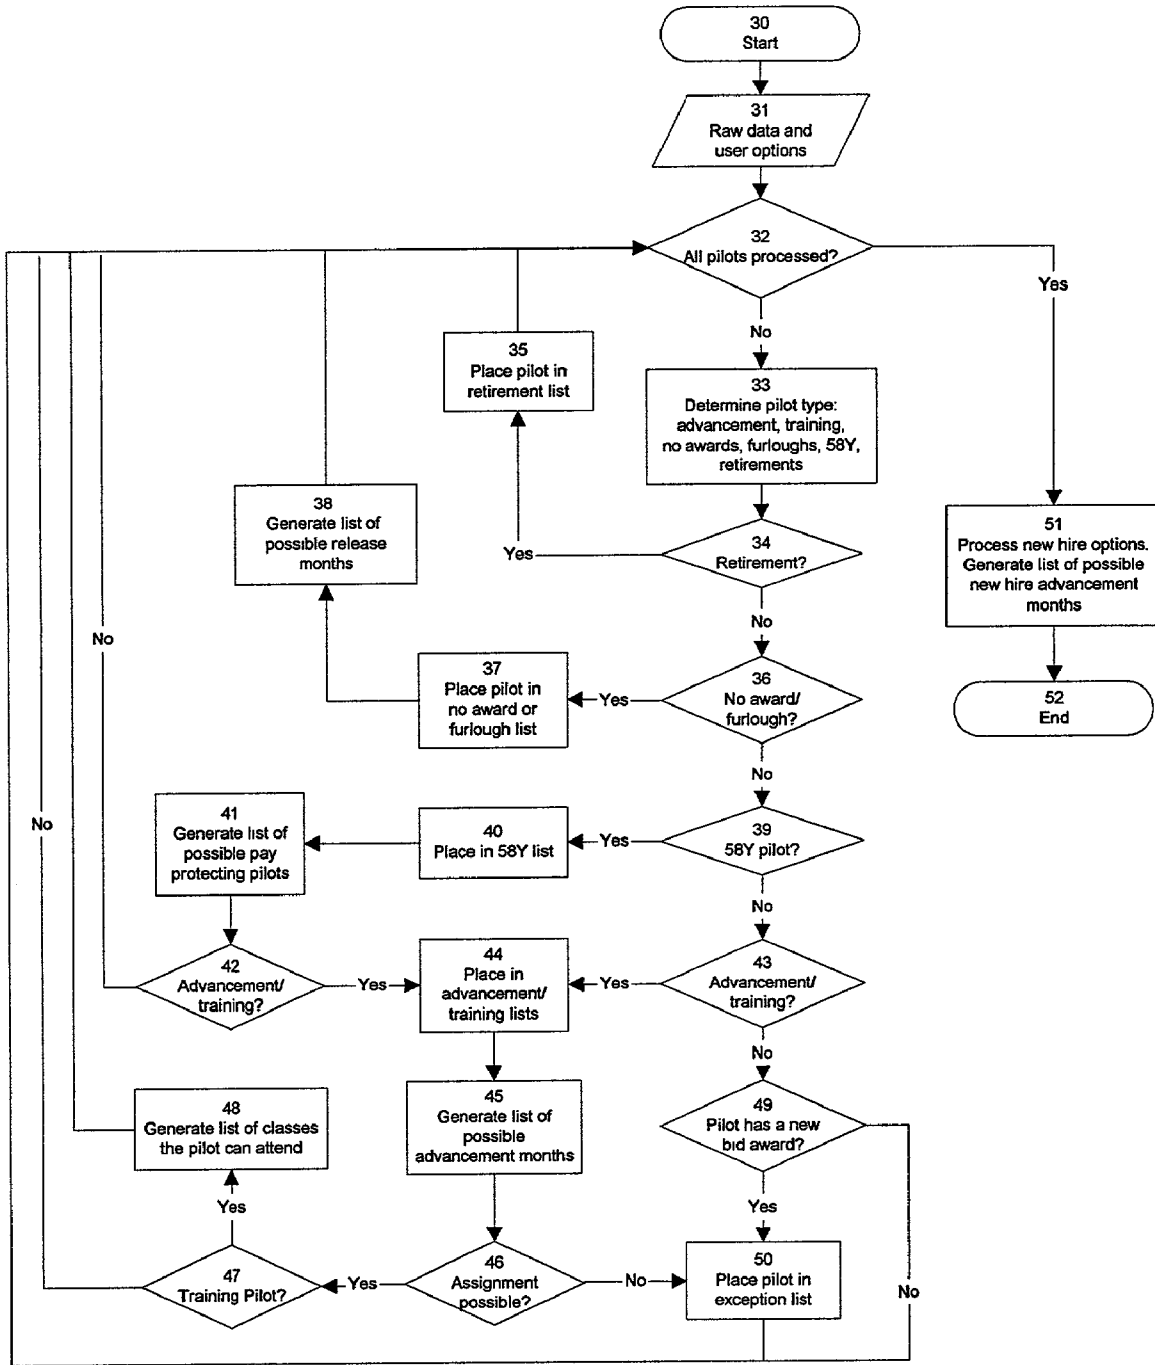 30
Start
31
Raw data and
user options
32
All pilots processed?
Yes
No
35
Place pilot in
retirement list
33
Determine pilot type:
advancement, training,
no awards, furloughs, 58Y,
retirements
38
Generate list of
possible release
months
Yes
34
Retirement?
51
Process new hire options.
Generate list of possible
new hire advancement
months
No
No
37
Place pilot in
no award or
furlough list
Yes
36
No award/
furlough?
52
End
No
No
41
Generate list of
possible pay
protecting pilots
40
Place in 58Y list
Yes
39
58Y pilot?
No
42
Advancement/
training?
Yes
44
Place in
advancement/
training lists
Yes
43
Advancement/
training?
No
48
Generate list of classes
the pilot can attend
45
Generate list of
possible
advancement months
49
Pilot has a new
bid award?
Yes
Yes
47
Training Pilot?
Yes
46
Assignment
possible?
No
50
Place pilot in
exception list
No